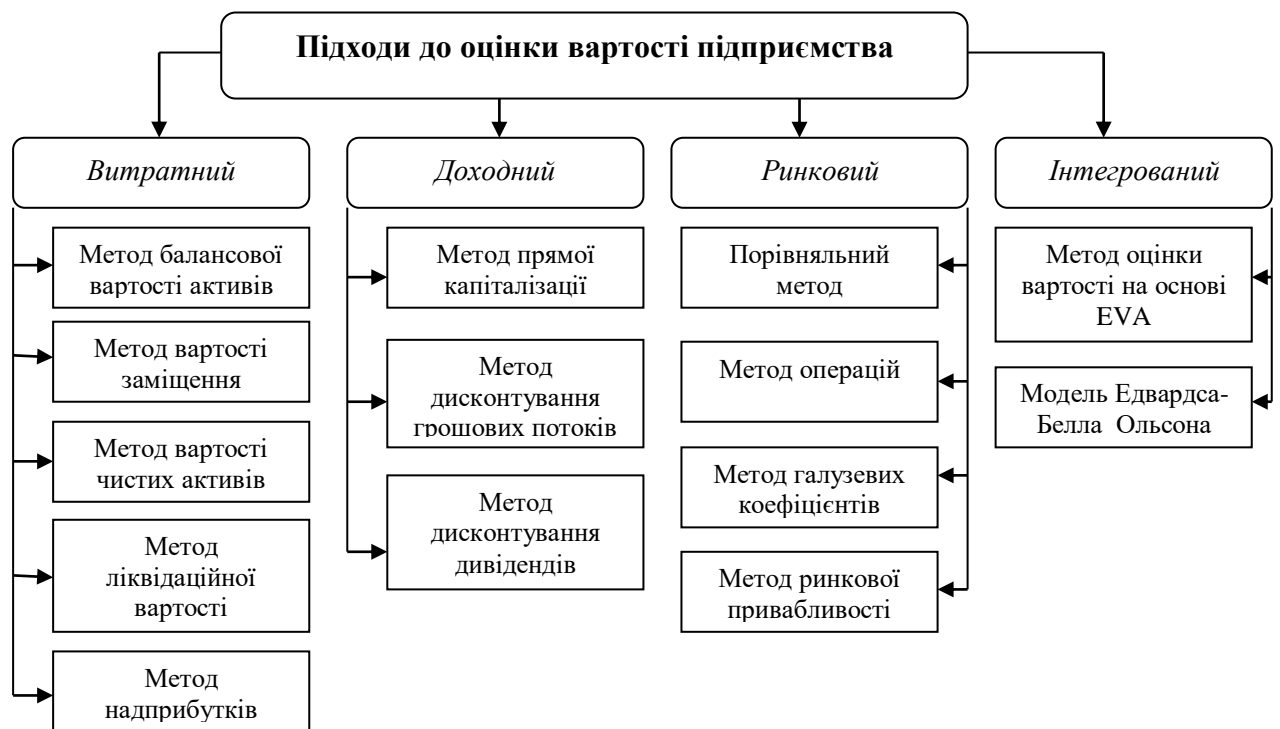 Підходи до оцінки вартості підприємства
Витратний
Доходний
Ринковий
Інтегрований
Метод балансової
вартості активів
Метод вартості
заміщення
Метод вартості
чистих активів
Метод
ліквідаційної
вартості
Метод
надприбутків
Метод прямої
капіталізації
Метод
дисконтування
грошових потоків
Метод
дисконтування
дивідендів
Порівняльний
метод
Метод операцій
Метод галузевих
коефіцієнтів
Метод ринкової
привабливості
Метод оцінки
вартості на основі
EVA
Модель Едвардса-
Белла Ольсона